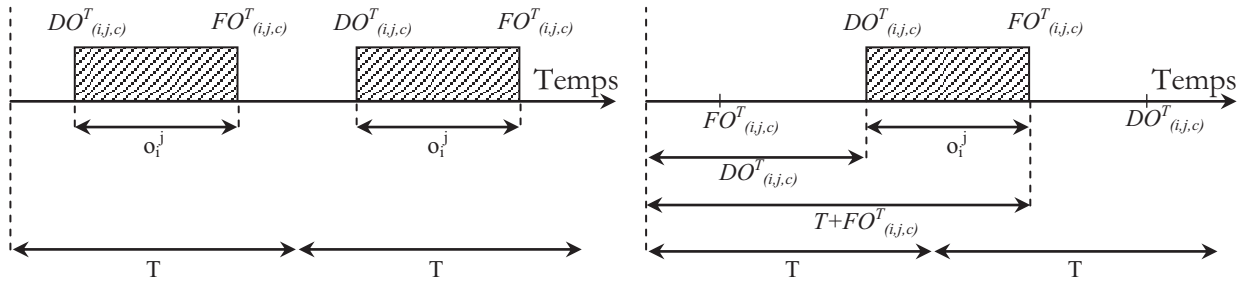 DO^T_(i,j,c) FO^T_(i,j,c) DO^T_(i,j,c) FO^T_(i,j,c)
Temps
o_i^j o_i^j
T T
DO^T_(i,j,c) FO^T_(i,j,c)
Temps
FO^T_(i,j,c) o_i^j DO^T_(i,j,c)
DO^T_(i,j,c)
T+FO^T_(i,j,c)
T T